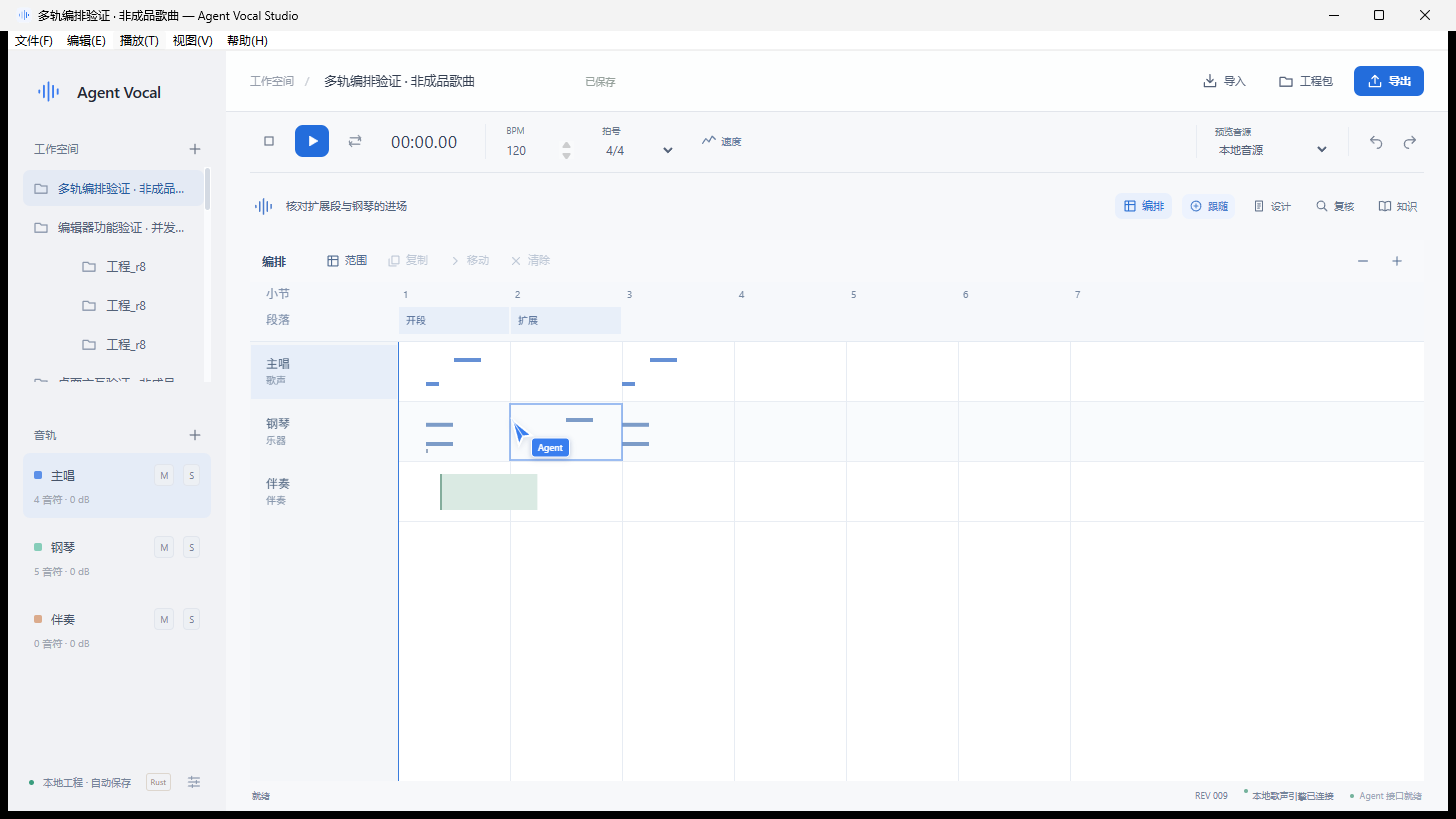 多轨编排验证 · 非成品歌曲 — Agent Vocal Studio
文件(F) 编辑(E) 播放(T) 视图(V) 帮助(H)
Agent Vocal
工作空间 / 多轨编排验证 · 非成品歌曲 已保存 导入 工程包 导出
工作空间
多轨编排验证 · 非成品...
编辑器功能验证 · 并发...
工程_r8
工程_r8
工程_r8
00:00.00
BPM
120
拍号
4/4
速度
预览音源
本地音源
核对扩展段与钢琴的进场
编排 跟随 设计 复核 知识
编排 范围 复制 移动 清除
小节 1 2 3 4 5 6 7
段落 开段 扩展
主唱
歌声
钢琴
乐器
Agent
伴奏
伴奏
音轨
主唱 M S
4 音符 · 0 dB
钢琴 M S
5 音符 · 0 dB
伴奏 M S
0 音符 · 0 dB
本地工程 · 自动保存 Rust
就绪
REV 009 本地歌声引擎已连接 Agent 接口就绪